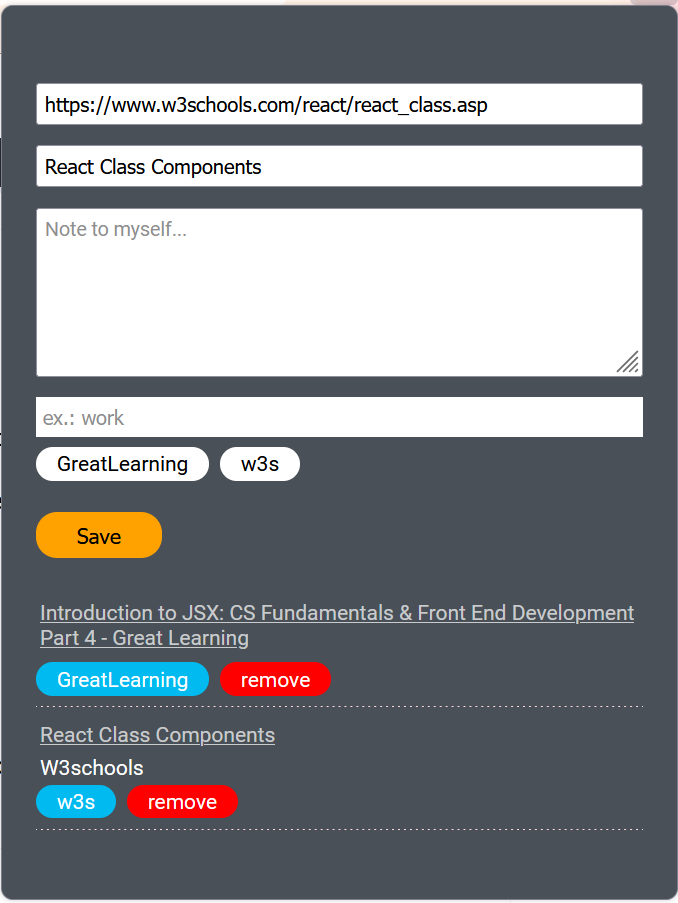 https://www.w3schools.com/react/react_class.asp
React Class Components
Note to myself...
ex.: work
GreatLearning w3s
Save
Introduction to JSX: CS Fundamentals & Front End Development
Part 4 - Great Learning
GreatLearning remove
React Class Components
W3schools
w3s remove